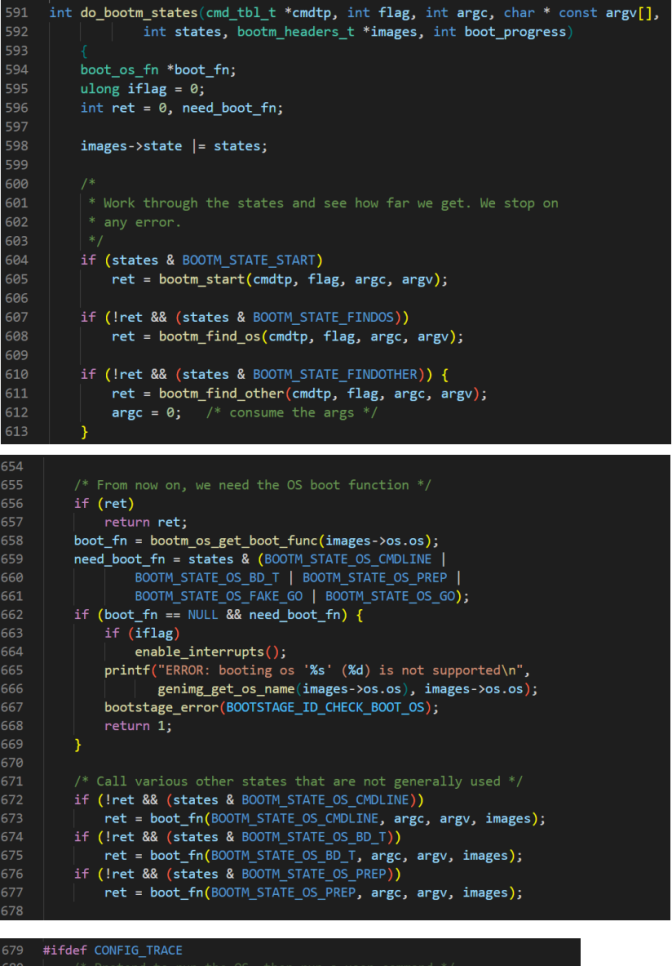 591 int do_bootm_states(cmd_tbl_t *cmdtp, int flag, int argc, char * const argv[],
592 int states, bootm_headers_t *images, int boot_progress)
593 {
594 boot_os_fn *boot_fn;
595 ulong iflag = 0;
596 int ret = 0, need_boot_fn;
597
598 images->state |= states;
599
600 /*
601 * Work through the states and see how far we get. We stop on
602 * any error.
603 */
604 if (states & BOOTM_STATE_START)
605 ret = bootm_start(cmdtp, flag, argc, argv);
606
607 if (!ret && (states & BOOTM_STATE_FINDOS))
608 ret = bootm_find_os(cmdtp, flag, argc, argv);
609
610 if (!ret && (states & BOOTM_STATE_FINDOTHER)) {
611 ret = bootm_find_other(cmdtp, flag, argc, argv);
612 argc = 0; /* consume the args */
613 }
654
655 /* From now on, we need the OS boot function */
656 if (ret)
657 return ret;
658 boot_fn = bootm_os_get_boot_func(images->os.os);
659 need_boot_fn = states & (BOOTM_STATE_OS_CMDLINE |
660 BOOTM_STATE_OS_BD_T | BOOTM_STATE_OS_PREP |
661 BOOTM_STATE_OS_FAKE_GO | BOOTM_STATE_OS_GO);
662 if (boot_fn == NULL && need_boot_fn) {
663 if (iflag)
664 enable_interrupts();
665 printf("ERROR: booting os '%s' (%d) is not supported\n",
666 genimg_get_os_name(images->os.os), images->os.os);
667 bootstage_error(BOOTSTAGE_ID_CHECK_BOOT_OS);
668 return 1;
669 }
670
671 /* Call various other states that are not generally used */
672 if (!ret && (states & BOOTM_STATE_OS_CMDLINE))
673 ret = boot_fn(BOOTM_STATE_OS_CMDLINE, argc, argv, images);
674 if (!ret && (states & BOOTM_STATE_OS_BD_T))
675 ret = boot_fn(BOOTM_STATE_OS_BD_T, argc, argv, images);
676 if (!ret && (states & BOOTM_STATE_OS_PREP))
677 ret = boot_fn(BOOTM_STATE_OS_PREP, argc, argv, images);
678
679 #ifdef CONFIG_TRACE